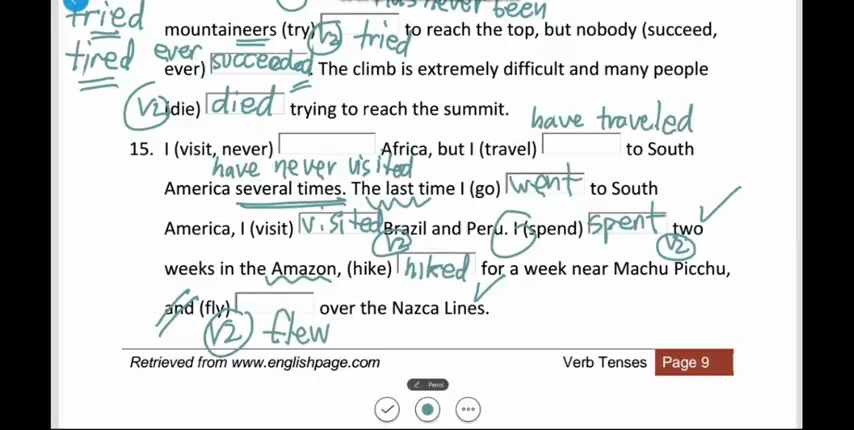 has never been
tried
mountaineers (try) V2 tried to reach the top, but nobody (succeed,
tired ever
ever) succeeded. The climb is extremely difficult and many people
V2 (die) died trying to reach the summit.
have traveled
15. I (visit, never) Africa, but I (travel) to South
have never visited
America several times. The last time I (go) went to South
America, I (visit) visited Brazil and Peru. I (spend) spent two
V2 V2
weeks in the Amazon, (hike) hiked for a week near Machu Picchu,
and (fly) over the Nazca Lines.
V2 flew
Retrieved from www.englishpage.com Verb Tenses Page 9
Pencil